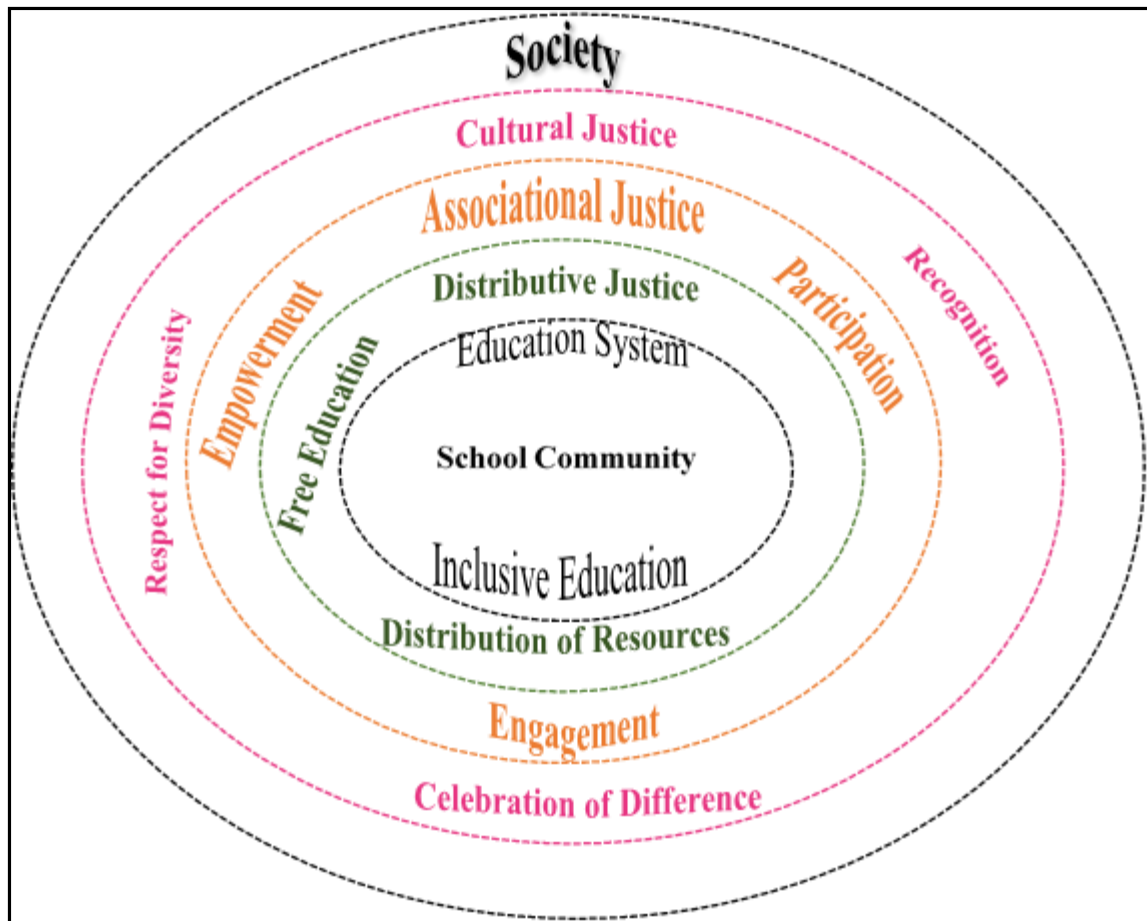 Society
Cultural Justice
Associational Justice
Distributive Justice
Education System
Recognition
Participation
Empowerment
Free Education
Respect for Diversity
School Community
Inclusive Education
Distribution of Resources
Engagement
Celebration of Difference